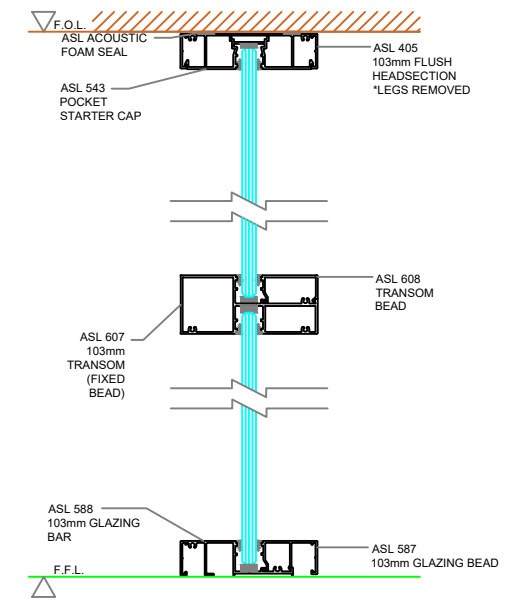 F.O.L.
ASL ACOUSTIC
FOAM SEAL
ASL 405
103mm FLUSH
HEADSECTION
*LEGS REMOVED
ASL 543
POCKET
STARTER CAP
ASL 608
TRANSOM
BEAD
ASL 607
103mm
TRANSOM
(FIXED
BEAD)
ASL 588
103mm GLAZING
BAR
ASL 587
103mm GLAZING BEAD
F.F.L.